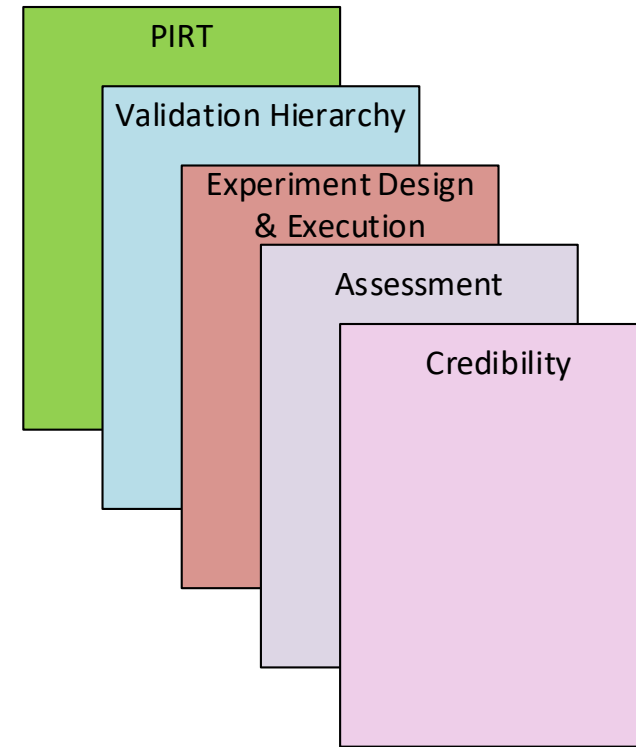 PIRT
Validation Hierarchy
Experiment Design
& Execution
Assessment
Credibility